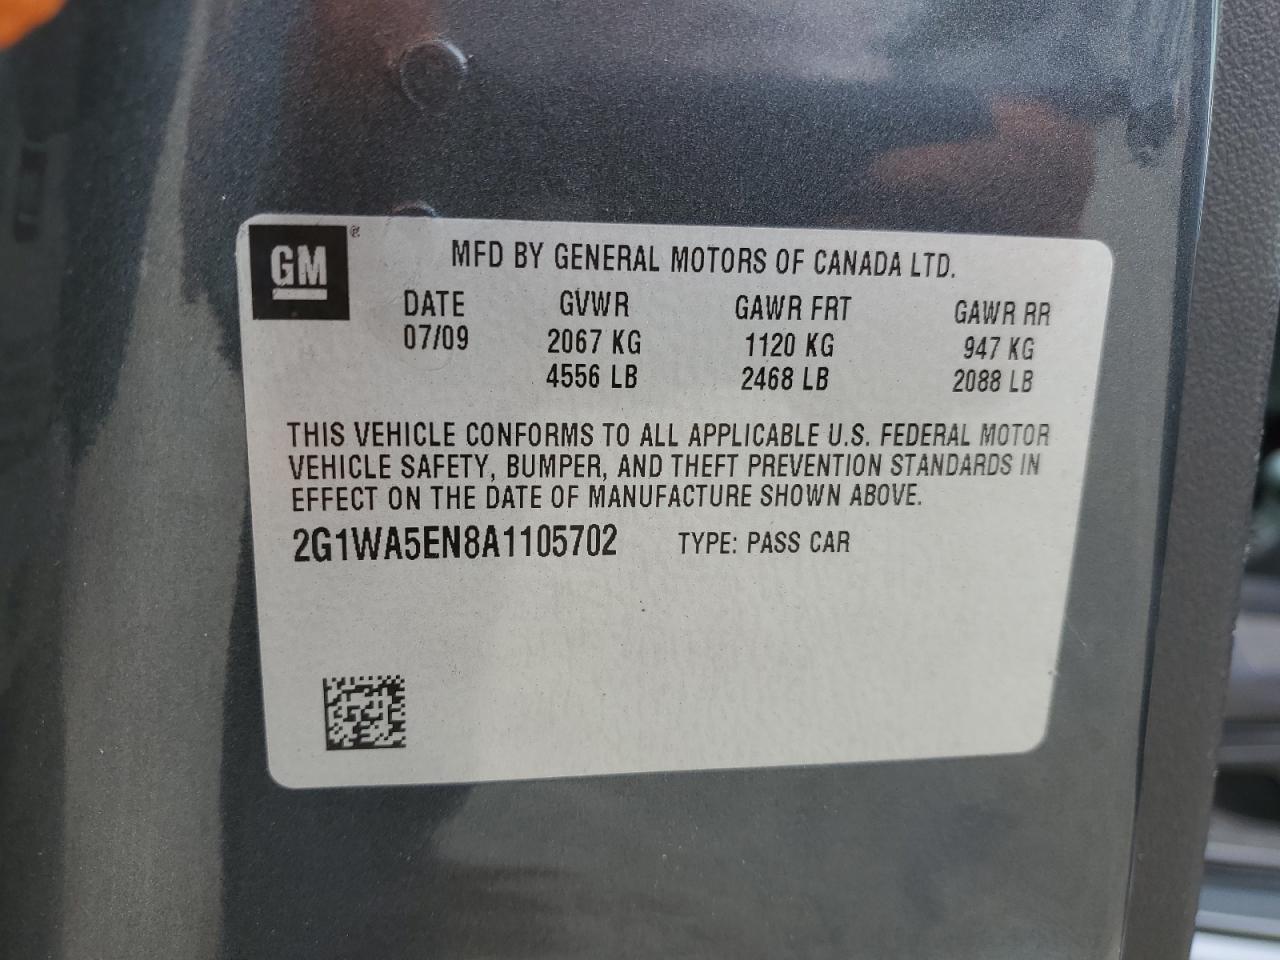 GM®
MFD BY GENERAL MOTORS OF CANADA LTD.
DATE GVWR GAWR FRT GAWR RR
07/09 2067 KG 1120 KG 947 KG
4556 LB 2468 LB 2088 LB
THIS VEHICLE CONFORMS TO ALL APPLICABLE U.S. FEDERAL MOTOR
VEHICLE SAFETY, BUMPER, AND THEFT PREVENTION STANDARDS IN
EFFECT ON THE DATE OF MANUFACTURE SHOWN ABOVE.
2G1WA5EN8A1105702 TYPE: PASS CAR